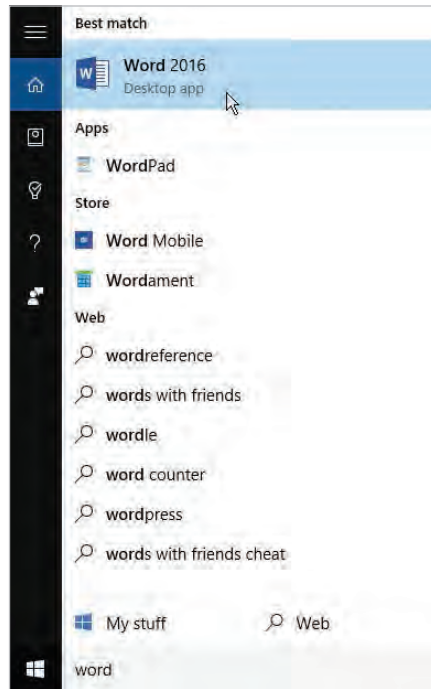 Best match
Word 2016
Desktop app
Apps
WordPad
Store
Word Mobile
Wordament
Web
wordreference
words with friends
wordle
word counter
wordpress
words with friends cheat
My stuff Web
word